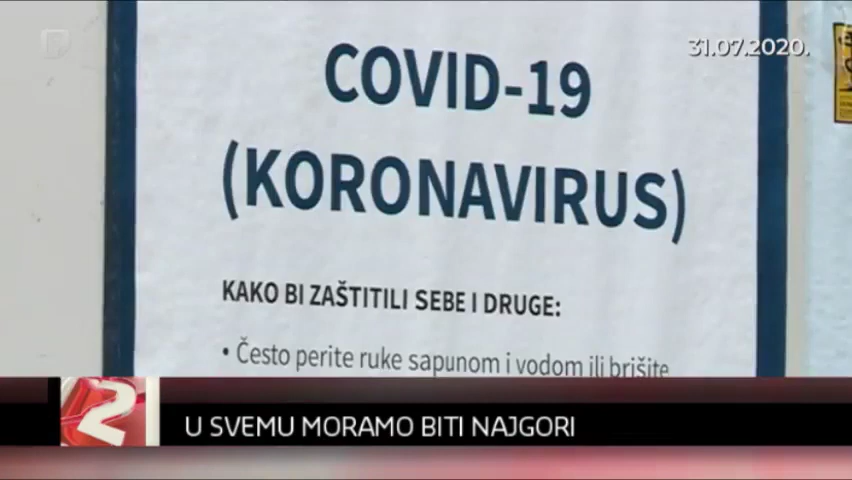 31.07.2020.
COVID-19
(KORONAVIRUS)
KAKO BI ZAŠTITILI SEBE I DRUGE:
• Često perite ruke sapunom i vodom ili brišite
2
U SVEMU MORAMO BITI NAJGORI